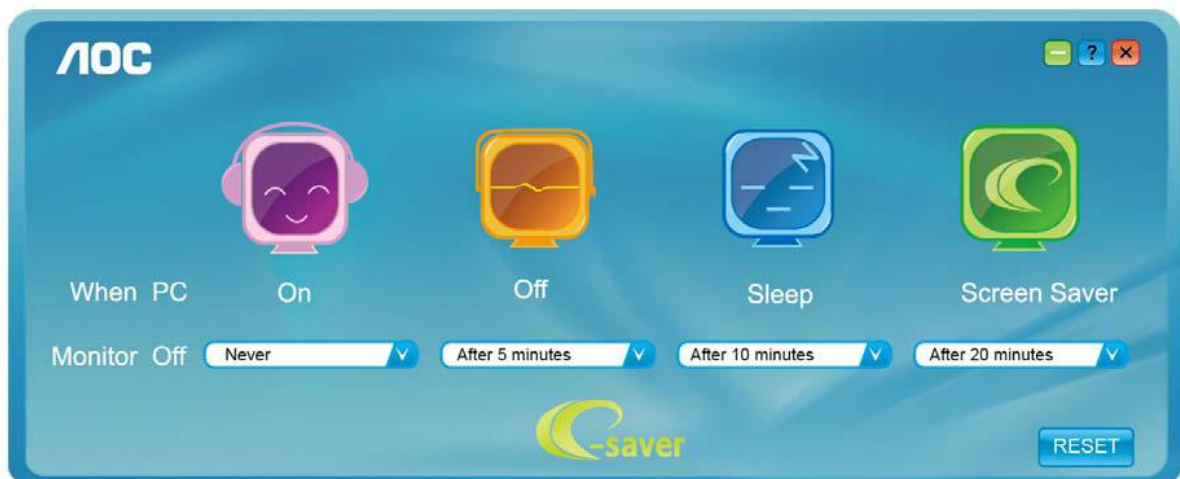 AOC
?
When PC On Off Sleep Screen Saver
Monitor Off Never After 5 minutes After 10 minutes After 20 minutes
e-saver
RESET